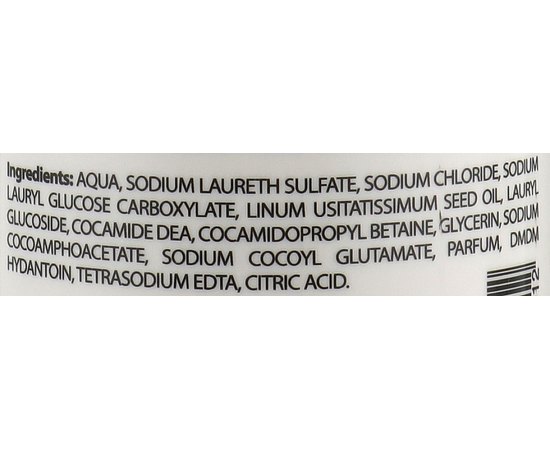 Ingredients: AQUA, SODIUM LAURETH SULFATE, SODIUM CHLORIDE, SODIUM
LAURYL GLUCOSE CARBOXYLATE, LINUM USITATISSIMUM SEED OIL, LAURYL
GLUCOSIDE, COCAMIDE DEA, COCAMIDOPROPYL BETAINE, GLYCERIN, SODIUM
COCOAMPHOACETATE, SODIUM COCOYL GLUTAMATE, PARFUM, DMDM
HYDANTOIN, TETRASODIUM EDTA, CITRIC ACID.